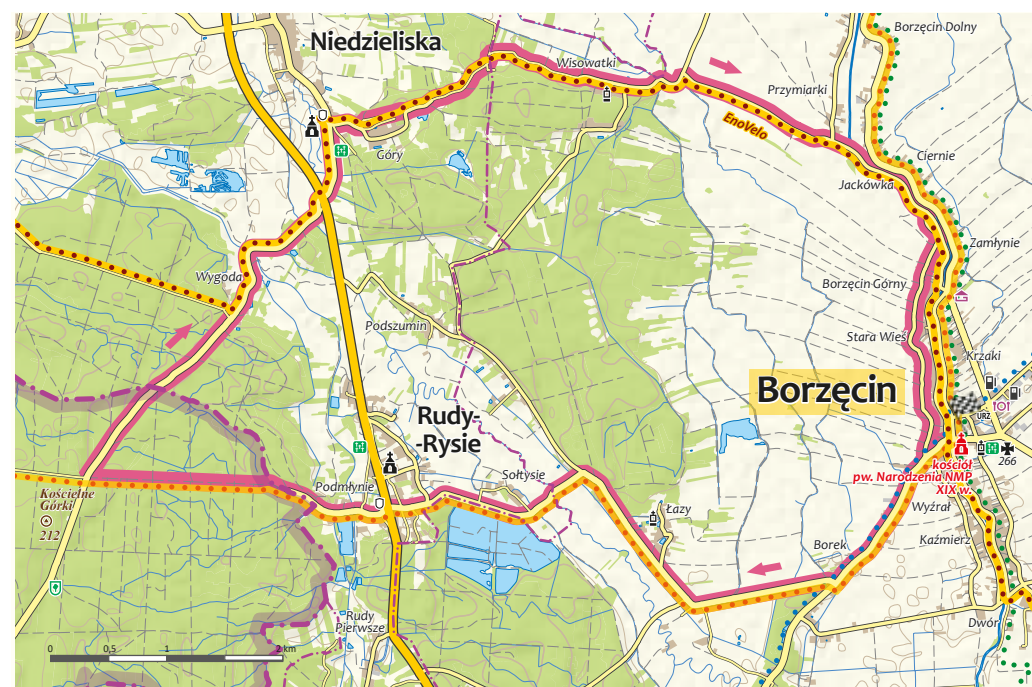 Borzęcin Dolny
Niedzieliska
Wisowatki
Przymiarki
EnoVelo
Góry
Ciernie
Jackówka
Zamłynie
Wygoda
Borzęcin Górny
Podszumin
Stara Wieś
Krzaki
Borzęcin
URZ
Rudy-
-Rysie
266
kościół
pw. Narodzenia NMP
XIX w.
Sołtysie
Podmłynie
Kościelne
Górki
212
Łazy
Wyźrał
Kaźmierz
Borek
Rudy
Pierwsze
Dwór
0 0,5 1 2 km